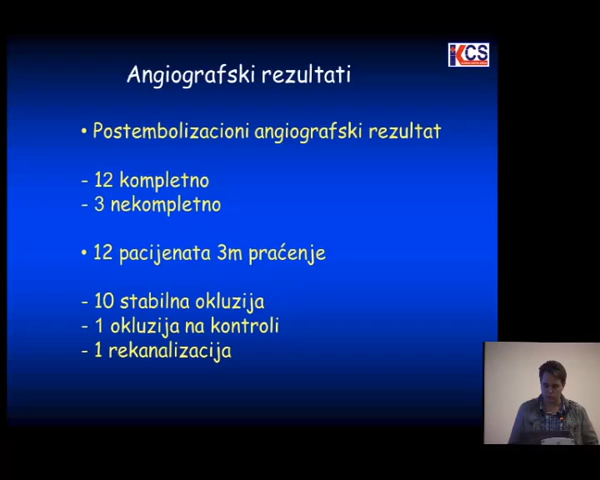 KCS
Angiografski rezultati
• Postembolizacioni angiografski rezultat
- 12 kompletno
- 3 nekompletno
• 12 pacijenata 3m praćenje
- 10 stabilna okluzija
- 1 okluzija na kontroli
- 1 rekanalizacija